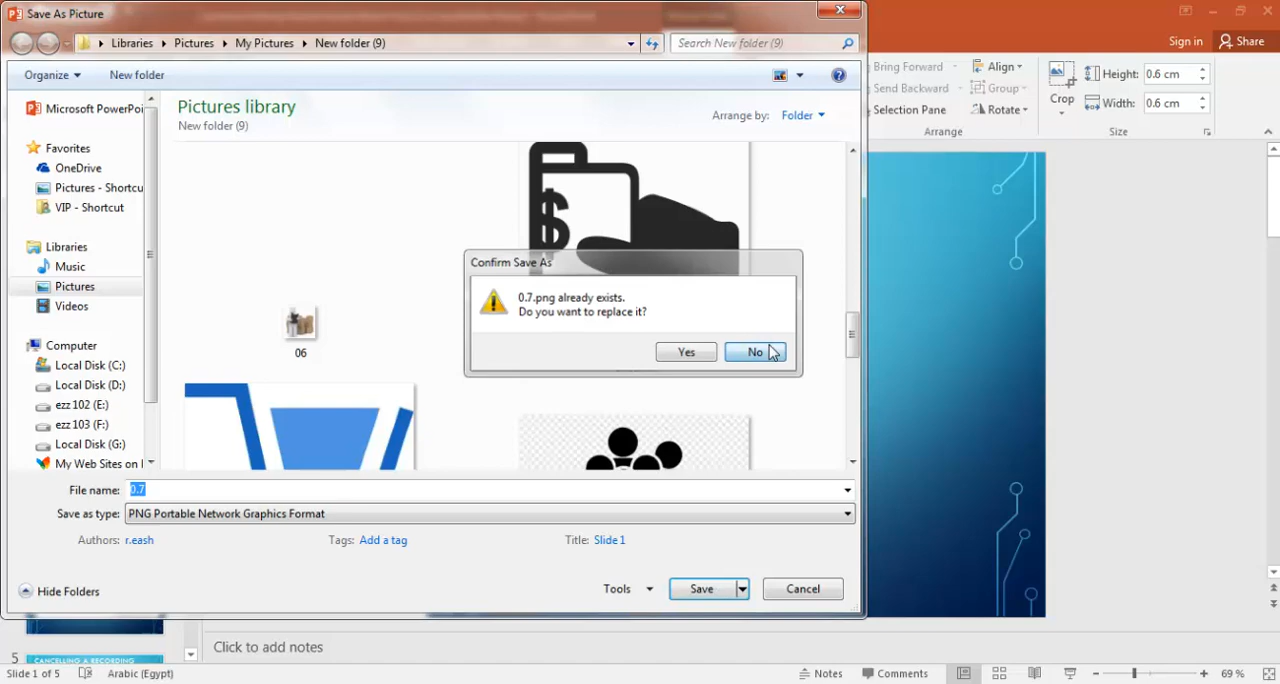 Save As Picture
Libraries Pictures My Pictures New folder (9)
Search New folder (9)
Organize
New folder
Sign in
Share
Bring Forward
Send Backward
Selection Pane
Align
Group
Rotate
Arrange
Crop
Height: 0.6 cm
Width: 0.6 cm
Size
Microsoft PowerPoi
Favorites
OneDrive
Pictures - Shortcu
VIP - Shortcut
Libraries
Music
Pictures
Videos
Computer
Local Disk (C:)
Local Disk (D:)
ezz 102 (E:)
ezz 103 (F:)
Local Disk (G:)
My Web Sites on
Pictures library
New folder (9)
Arrange by: Folder
$
06
Confirm Save As
0.7.png already exists.
Do you want to replace it?
Yes
No
File name: 0.7
Save as type: PNG Portable Network Graphics Format
Authors: r.eash
Tags: Add a tag
Title: Slide 1
Hide Folders
Tools
Save
Cancel
5
CANCELLING A RECORDING
Click to add notes
Slide 1 of 5
Arabic (Egypt)
Notes
Comments
69 %